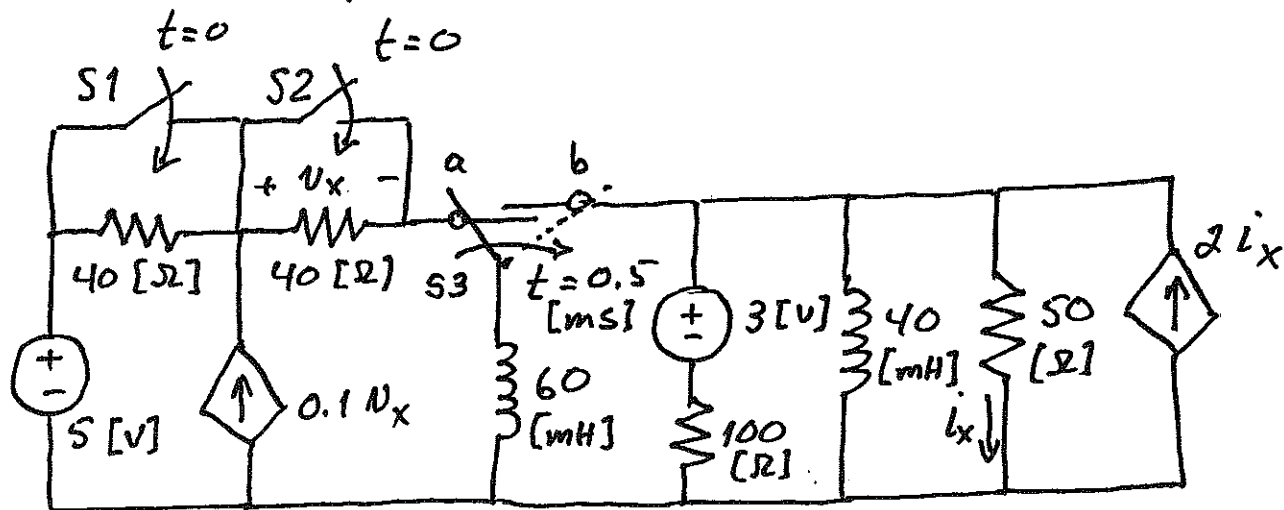 t=0
t=0
S1
S2
a
b
+ vx -
40 [Ω]
40 [Ω]
S3
t=0.5
[ms]
+
-
5 [V]
0.1 vx
60
[mH]
+
-
3 [V]
100
[Ω]
40
[mH]
50
[Ω]
ix
2 ix